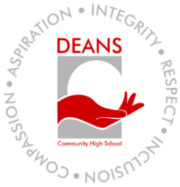 ASPIRATION • INTEGRITY • RESPECT • INCLUSION • COMPASSION •
DEANS
Community High School